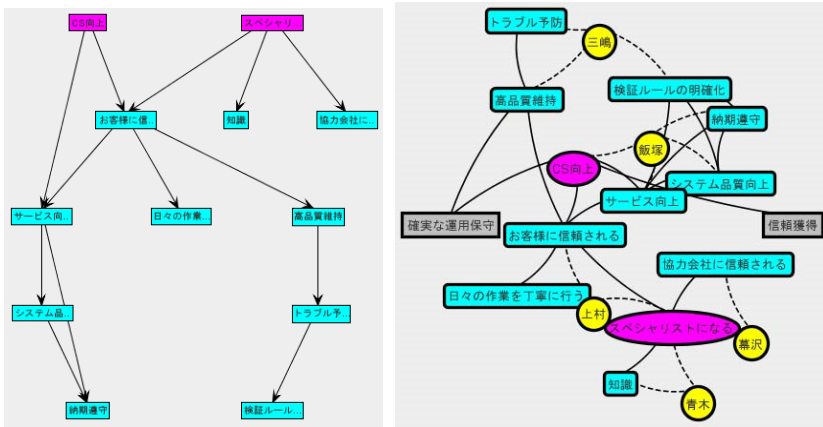 CS向上
スペシャリ...
お客様に信..
知識
協力会社に..
サービス向..
日々の作業...
高品質維持
システム品..
トラブル予...
納期遵守
検証ルール...
トラブル予防
三嶋
検証ルールの明確化
高品質維持
納期遵守
飯塚
CS向上
システム品質向上
サービス向上
確実な運用保守
信頼獲得
お客様に信頼される
協力会社に信頼される
日々の作業を丁寧に行う
上村
スペシャリストになる
幕沢
知識
青木